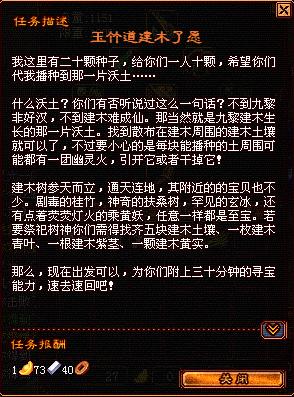 任务描述
玉竹道建木了愿
我这里有二十颗种子，给你们一人十颗，希望你们
代我播种到那一片沃土……
什么沃土？你们有否听说过这么一句话？不到九黎
非好汉，不到建木难成仙。那当然就是九黎建木生
长的那一片沃土。找到散布在建木周围的建木土壤
就可以了，不过要小心的是每块能播种的土周围可
能都有一团幽灵火，引开它或者干掉它！
建木树参天而立，通天连地，其附近的的宝贝也不
少。剧毒的桂竹，神奇的扶桑树，罕见的玄冰，还
有点着荧荧灯火的乘黄妖，任意一样都是至宝。若
要祭祀树神你们需得找齐五块建木土壤、一枚建木
青叶、一根建木紫茎、一颗建木黄实。
那么，现在出发可以，为你们附上三十分钟的寻宝
能力，速去速回吧！
任务报酬
1 73 40
关闭